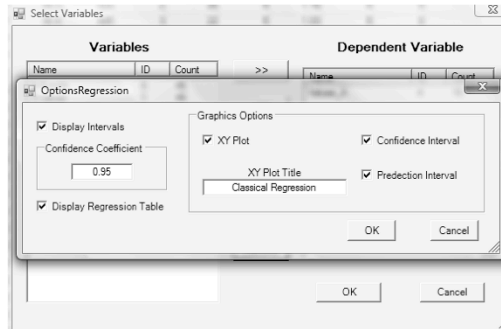 Select Variables
Variables
Dependent Variable
Name ID Count
>>
Name ID Count
OptionsRegression
Display Intervals
Confidence Coefficient
0.95
Display Regression Table
Graphics Options
XY Plot
Confidence Interval
XY Plot Title
Classical Regression
Predection Interval
OK
Cancel
OK
Cancel